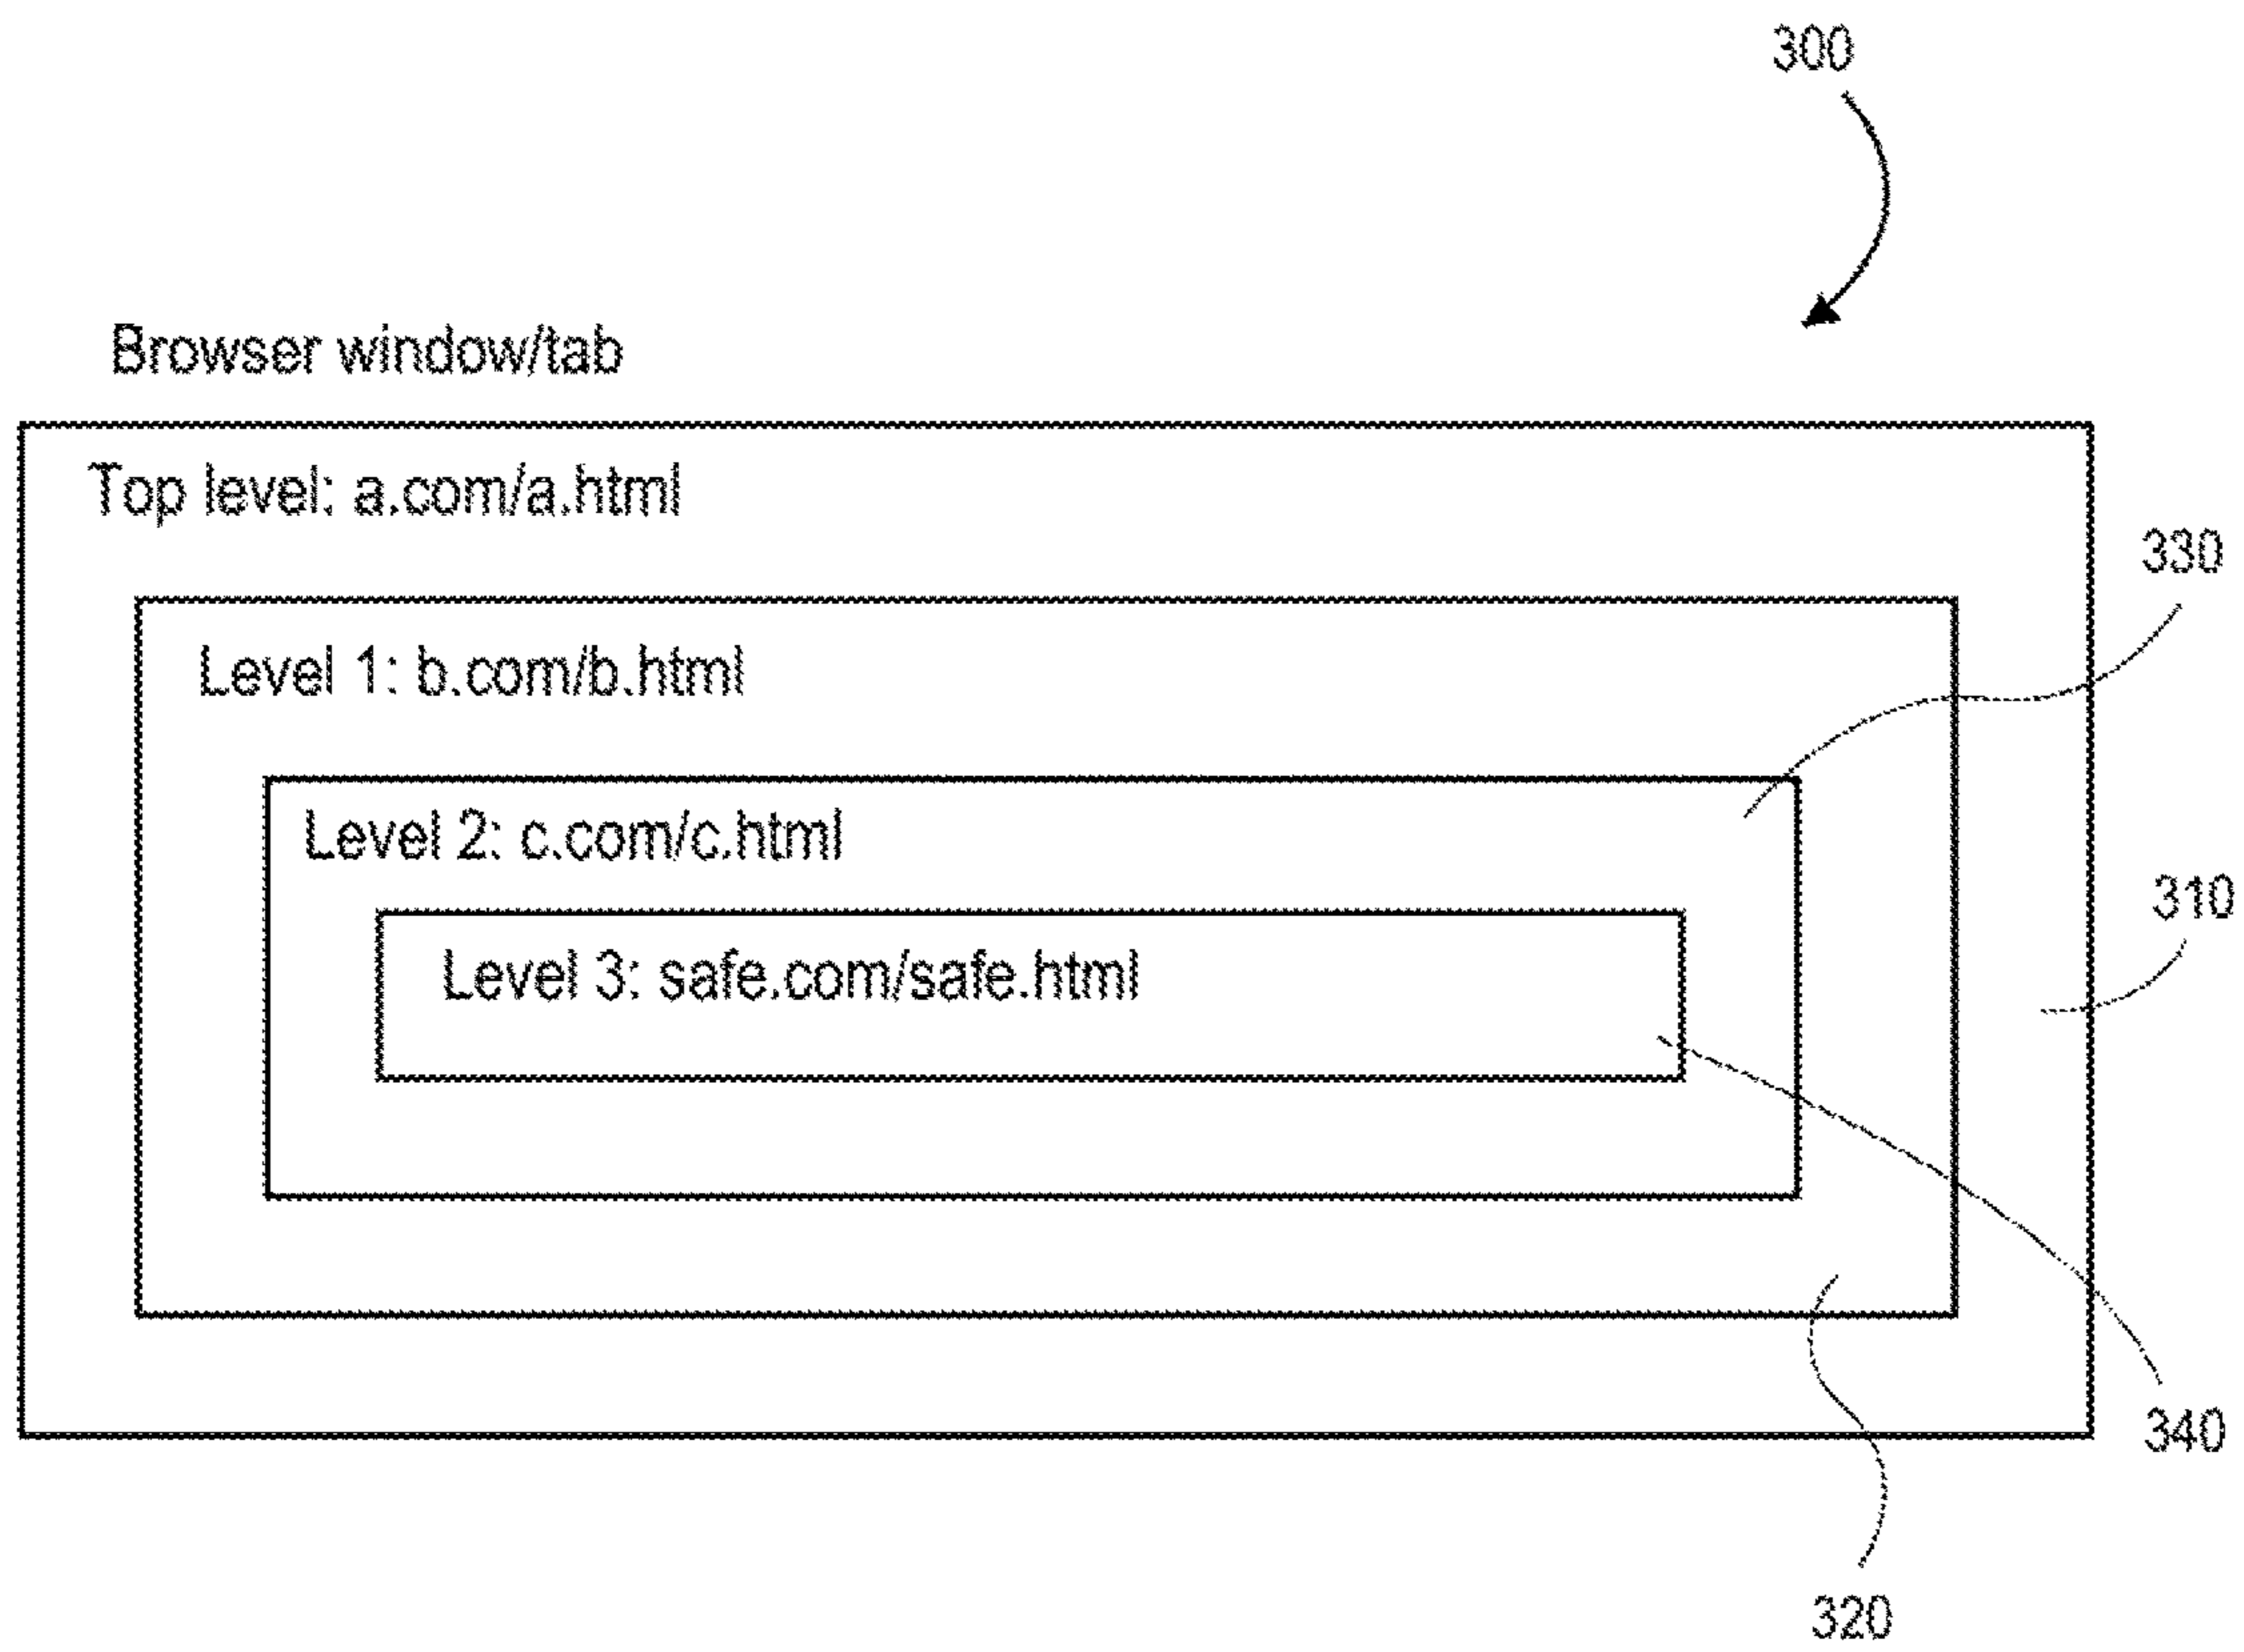 300
Browser window/tab
Top level: a.com/a.html
330
Level 1: b.com/b.html
Level 2: c.com/c.html
310
Level 3: safe.com/safe.html
340
320